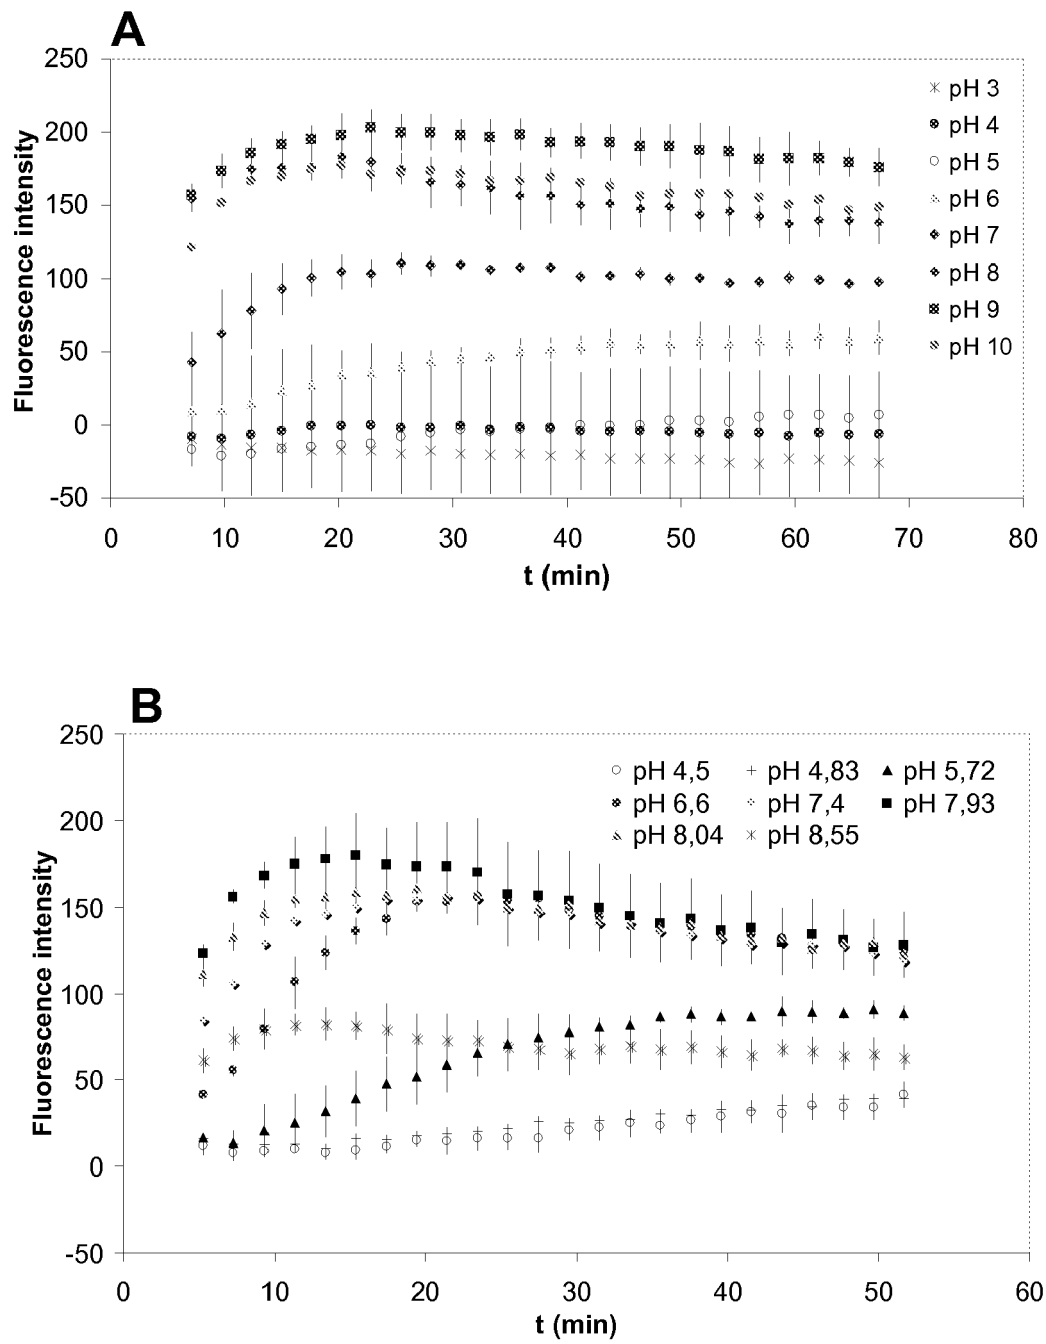 A
250
200
150
100
50
0
-50
Fluorescence intensity
pH 3
pH 4
pH 5
pH 6
pH 7
pH 8
pH 9
pH 10
0 10 20 30 40 50 60 70 80
t (min)
B
250
200
150
100
50
0
-50
Fluorescence intensity
pH 4,5 pH 4,83 pH 5,72
pH 6,6 pH 7,4 pH 7,93
pH 8,04 pH 8,55
0 10 20 30 40 50 60
t (min)